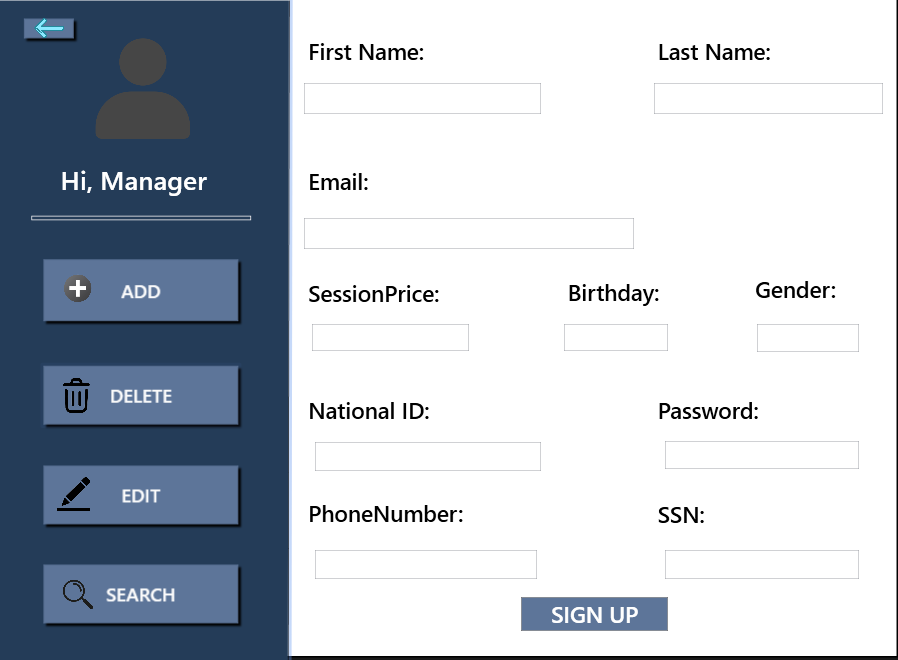 Hi, Manager
ADD
DELETE
EDIT
SEARCH
First Name:
Last Name:
Email:
SessionPrice:
Birthday:
Gender:
National ID:
Password:
PhoneNumber:
SSN:
SIGN UP